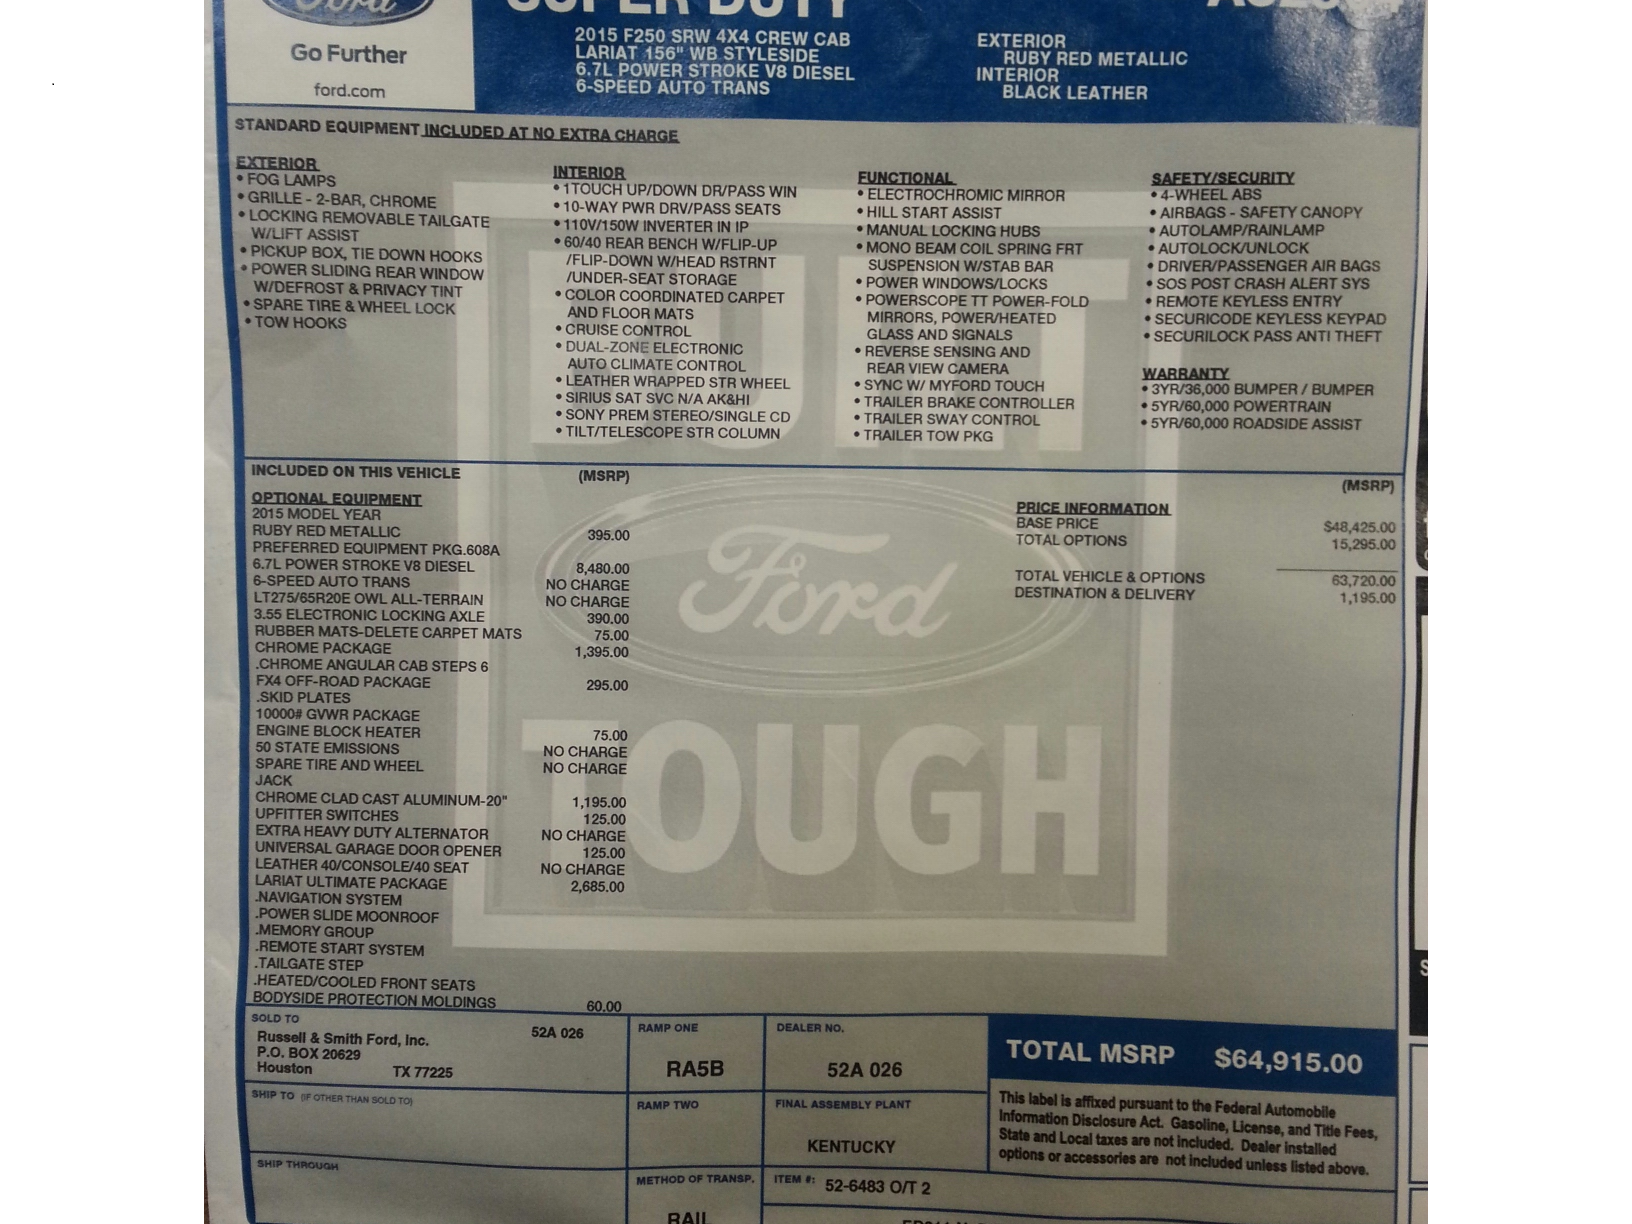 Ford
SUPER DUTY
Go Further
ford.com
2015 F250 SRW 4X4 CREW CAB
LARIAT 156" WB STYLESIDE
6.7L POWER STROKE V8 DIESEL
6-SPEED AUTO TRANS
EXTERIOR
RUBY RED METALLIC
INTERIOR
BLACK LEATHER
STANDARD EQUIPMENT INCLUDED AT NO EXTRA CHARGE
EXTERIOR
• FOG LAMPS
• GRILLE - 2-BAR, CHROME
• LOCKING REMOVABLE TAILGATE
W/LIFT ASSIST
• PICKUP BOX, TIE DOWN HOOKS
• POWER SLIDING REAR WINDOW
W/DEFROST & PRIVACY TINT
• SPARE TIRE & WHEEL LOCK
• TOW HOOKS
INTERIOR
• 1TOUCH UP/DOWN DR/PASS WIN
• 10-WAY PWR DRV/PASS SEATS
• 110V/150W INVERTER IN IP
• 60/40 REAR BENCH W/FLIP-UP
/FLIP-DOWN W/HEAD RSTRNT
/UNDER-SEAT STORAGE
• COLOR COORDINATED CARPET
AND FLOOR MATS
• CRUISE CONTROL
• DUAL-ZONE ELECTRONIC
AUTO CLIMATE CONTROL
• LEATHER WRAPPED STR WHEEL
• SIRIUS SAT SVC N/A AK&HI
• SONY PREM STEREO/SINGLE CD
• TILT/TELESCOPE STR COLUMN
FUNCTIONAL
• ELECTROCHROMIC MIRROR
• HILL START ASSIST
• MANUAL LOCKING HUBS
• MONO BEAM COIL SPRING FRT
SUSPENSION W/STAB BAR
• POWER WINDOWS/LOCKS
• POWERSCOPE TT POWER-FOLD
MIRRORS, POWER/HEATED
GLASS AND SIGNALS
• REVERSE SENSING AND
REAR VIEW CAMERA
• SYNC W/ MYFORD TOUCH
• TRAILER BRAKE CONTROLLER
• TRAILER SWAY CONTROL
• TRAILER TOW PKG
SAFETY/SECURITY
• 4-WHEEL ABS
• AIRBAGS - SAFETY CANOPY
• AUTOLAMP/RAINLAMP
• AUTOLOCK/UNLOCK
• DRIVER/PASSENGER AIR BAGS
• SOS POST CRASH ALERT SYS
• REMOTE KEYLESS ENTRY
• SECURICODE KEYLESS KEYPAD
• SECURILOCK PASS ANTI THEFT
WARRANTY
• 3YR/36,000 BUMPER / BUMPER
• 5YR/60,000 POWERTRAIN
• 5YR/60,000 ROADSIDE ASSIST
INCLUDED ON THIS VEHICLE (MSRP)
OPTIONAL EQUIPMENT
2015 MODEL YEAR
RUBY RED METALLIC 395.00
PREFERRED EQUIPMENT PKG.608A
6.7L POWER STROKE V8 DIESEL 8,480.00
6-SPEED AUTO TRANS NO CHARGE
LT275/65R20E OWL ALL-TERRAIN NO CHARGE
3.55 ELECTRONIC LOCKING AXLE 390.00
RUBBER MATS-DELETE CARPET MATS 75.00
CHROME PACKAGE 1,395.00
.CHROME ANGULAR CAB STEPS 6
FX4 OFF-ROAD PACKAGE 295.00
.SKID PLATES
10000# GVWR PACKAGE
ENGINE BLOCK HEATER 75.00
50 STATE EMISSIONS NO CHARGE
SPARE TIRE AND WHEEL NO CHARGE
JACK
CHROME CLAD CAST ALUMINUM-20" 1,195.00
UPFITTER SWITCHES 125.00
EXTRA HEAVY DUTY ALTERNATOR NO CHARGE
UNIVERSAL GARAGE DOOR OPENER 125.00
LEATHER 40/CONSOLE/40 SEAT NO CHARGE
LARIAT ULTIMATE PACKAGE 2,685.00
.NAVIGATION SYSTEM
.POWER SLIDE MOONROOF
.MEMORY GROUP
.REMOTE START SYSTEM
.TAILGATE STEP
.HEATED/COOLED FRONT SEATS
BODYSIDE PROTECTION MOLDINGS 60.00
(MSRP)
PRICE INFORMATION
BASE PRICE $48,425.00
TOTAL OPTIONS 15,295.00
TOTAL VEHICLE & OPTIONS 63,720.00
DESTINATION & DELIVERY 1,195.00
Ford
TOUGH
SOLD TO
52A 026
Russell & Smith Ford, Inc.
P.O. BOX 20629
Houston TX 77225
SHIP TO (IF OTHER THAN SOLD TO)
SHIP THROUGH
RAMP ONE
RA5B
RAMP TWO
METHOD OF TRANSP.
RAIL
DEALER NO.
52A 026
FINAL ASSEMBLY PLANT
KENTUCKY
ITEM #: 52-6483 O/T 2
TOTAL MSRP $64,915.00
This label is affixed pursuant to the Federal Automobile
Information Disclosure Act. Gasoline, License, and Title Fees,
State and Local taxes are not included. Dealer installed
options or accessories are not included unless listed above.